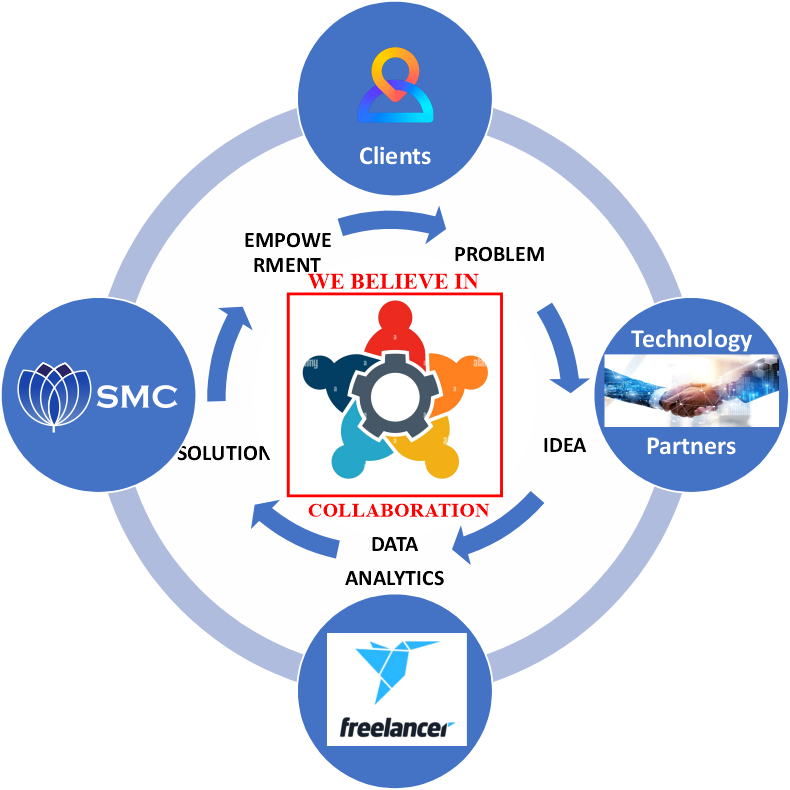 Clients
EMPOWE
RMENT
PROBLEM
WE BELIEVE IN
Technology
Partners
SMC
SOLUTION
IDEA
a
a
a
a
a
COLLABORATION
DATA
ANALYTICS
freelancer